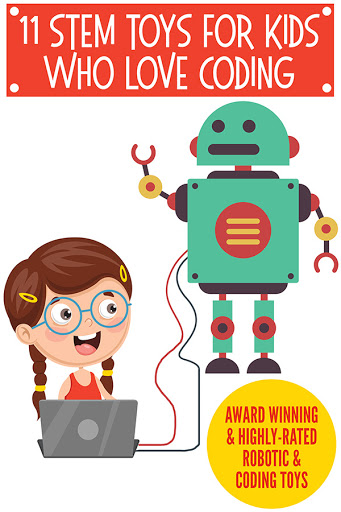 11 STEM TOYS FOR KIDS
WHO LOVE CODING
AWARD WINNING
& HIGHLY-RATED
ROBOTIC &
CODING TOYS